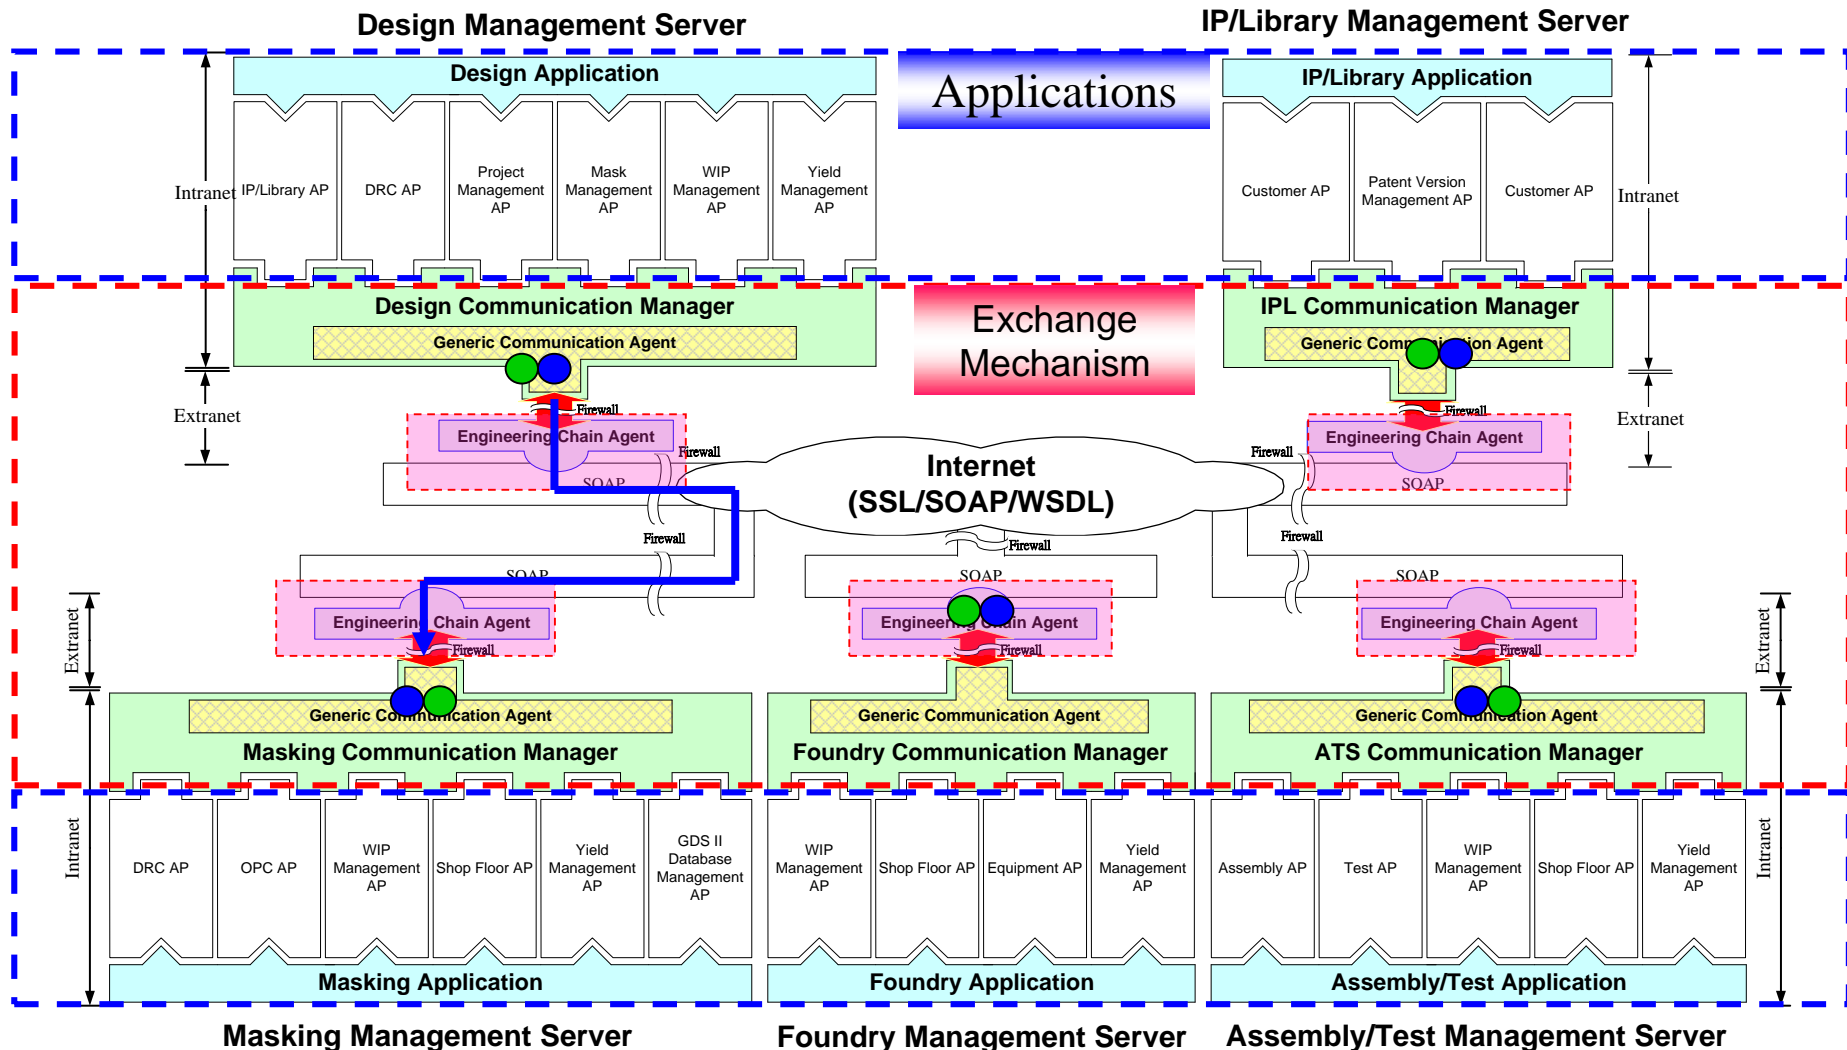 Design Management Server
IP/Library Management Server
Design Application
Applications
IP/Library Application
Intranet
IP/Library AP
DRC AP
Project
Management
AP
Mask
Management
AP
WIP
Management
AP
Yield
Management
AP
Customer AP
Patent Version
Management AP
Customer AP
Intranet
Design Communication Manager
Generic Communication Agent
Exchange
Mechanism
IPL Communication Manager
Generic Communication Agent
Extranet
Firewall
Engineering Chain Agent
Firewall
SOAP
Firewall
Internet
(SSL/SOAP/WSDL)
Firewall
Engineering Chain Agent
Firewall
SOAP
Firewall
Extranet
SOAP
Firewall
SOAP
SOAP
Extranet
Engineering Chain Agent
Firewall
Engineering Chain Agent
Firewall
Engineering Chain Agent
Firewall
Extranet
Generic Communication Agent
Masking Communication Manager
Generic Communication Agent
Foundry Communication Manager
Generic Communication Agent
ATS Communication Manager
Intranet
DRC AP
OPC AP
WIP
Management
AP
Shop Floor AP
Yield
Management
AP
GDS II
Database
Management
AP
WIP
Management
AP
Shop Floor AP
Equipment AP
Yield
Management
AP
Assembly AP
Test AP
WIP
Management
AP
Shop Floor AP
Yield
Management
AP
Intranet
Masking Application
Foundry Application
Assembly/Test Application
Masking Management Server
Foundry Management Server
Assembly/Test Management Server